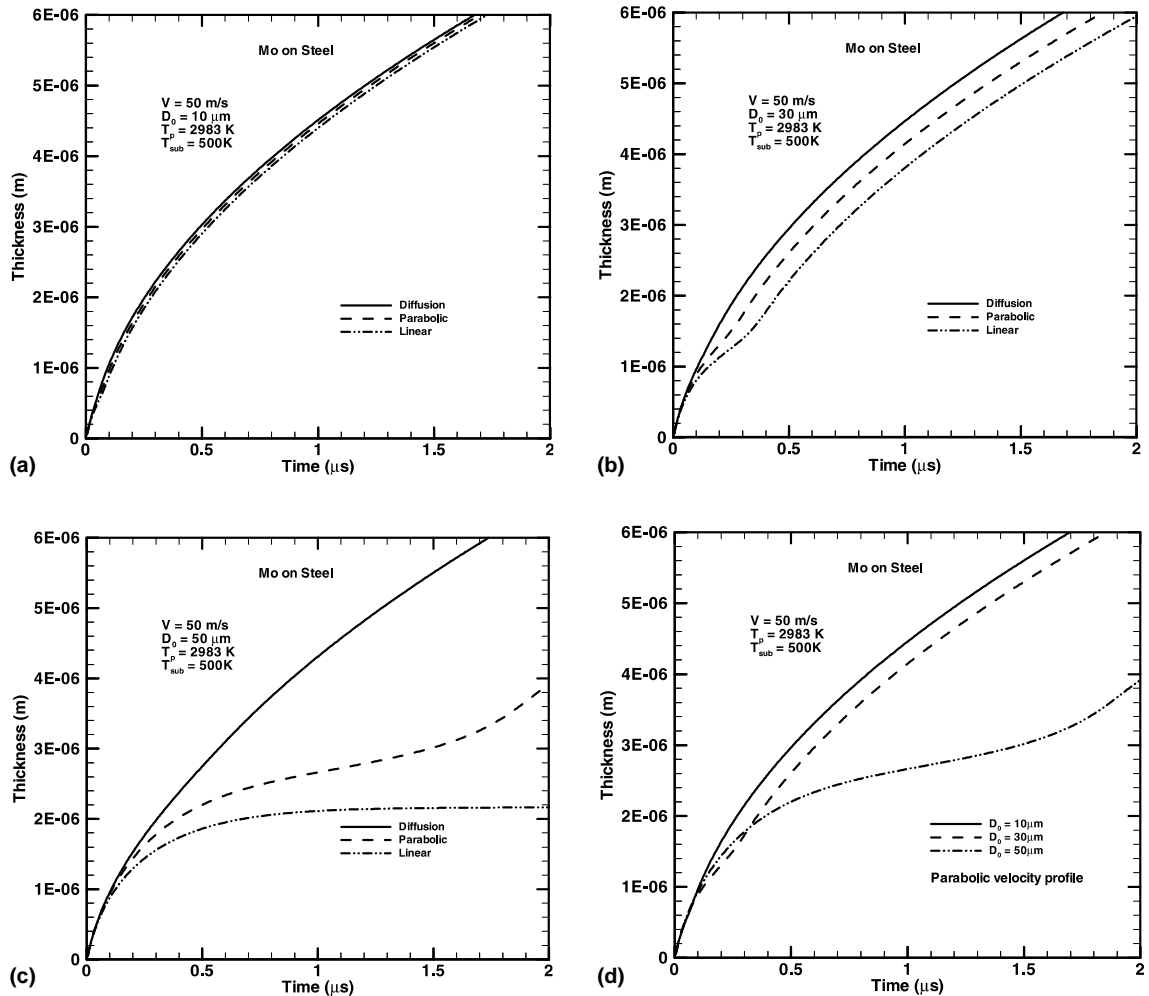 6E-06
5E-06
4E-06
3E-06
2E-06
1E-06
0
Thickness (m)
Mo on Steel
V = 50 m/s
D0 = 10 μm
Tp = 2983 K
Tsub = 500K
Diffusion
Parabolic
Linear
0 0.5 1 1.5 2
Time (μs)
(a)
6E-06
5E-06
4E-06
3E-06
2E-06
1E-06
0
Thickness (m)
Mo on Steel
V = 50 m/s
D0 = 30 μm
Tp = 2983 K
Tsub = 500K
Diffusion
Parabolic
Linear
0 0.5 1 1.5 2
Time (μs)
(b)
6E-06
5E-06
4E-06
3E-06
2E-06
1E-06
0
Thickness (m)
Mo on Steel
V = 50 m/s
D0 = 50 μm
Tp = 2983 K
Tsub = 500K
Diffusion
Parabolic
Linear
0 0.5 1 1.5 2
Time (μs)
(c)
6E-06
5E-06
4E-06
3E-06
2E-06
1E-06
0
Thickness (m)
Mo on Steel
V = 50 m/s
Tp = 2983 K
Tsub = 500K
D0 = 10μm
D0 = 30μm
D0 = 50μm
Parabolic velocity profile
0 0.5 1 1.5 2
Time (μs)
(d)